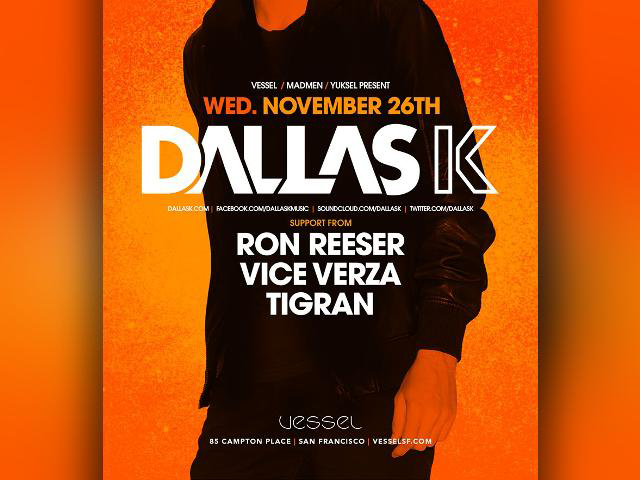 VESSEL / MADMEN / YUKSEL PRESENT
WED. NOVEMBER 26TH
DALLAS K
DALLASK.COM | FACEBOOK.COM/DALLASKMUSIC | SOUNDCLOUD.COM/DALLASK | TWITTER.COM/DALLASK
SUPPORT FROM
RON REESER
VICE VERZA
TIGRAN
vessel
85 CAMPTON PLACE | SAN FRANCISCO | VESSELSF.COM